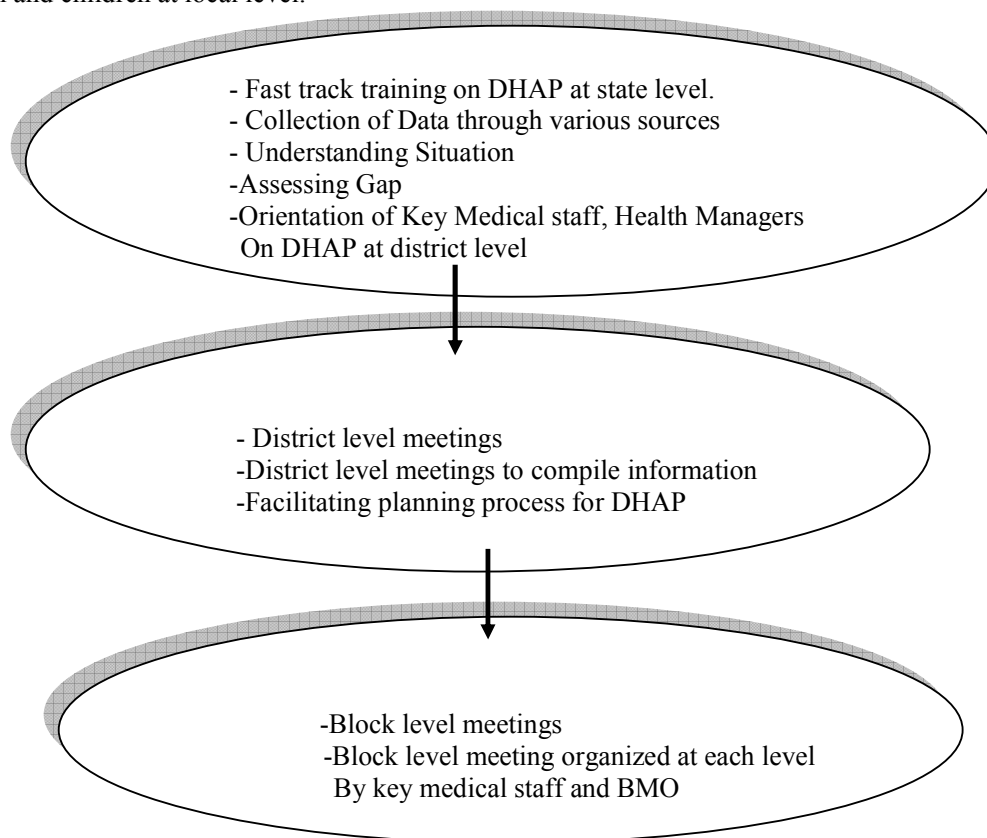 and children at local level.
- Fast track training on DHAP at state level.
- Collection of Data through various sources
- Understanding Situation
-Assessing Gap
-Orientation of Key Medical staff, Health Managers
On DHAP at district level
- District level meetings
-District level meetings to compile information
-Facilitating planning process for DHAP
-Block level meetings
-Block level meeting organized at each level
By key medical staff and BMO